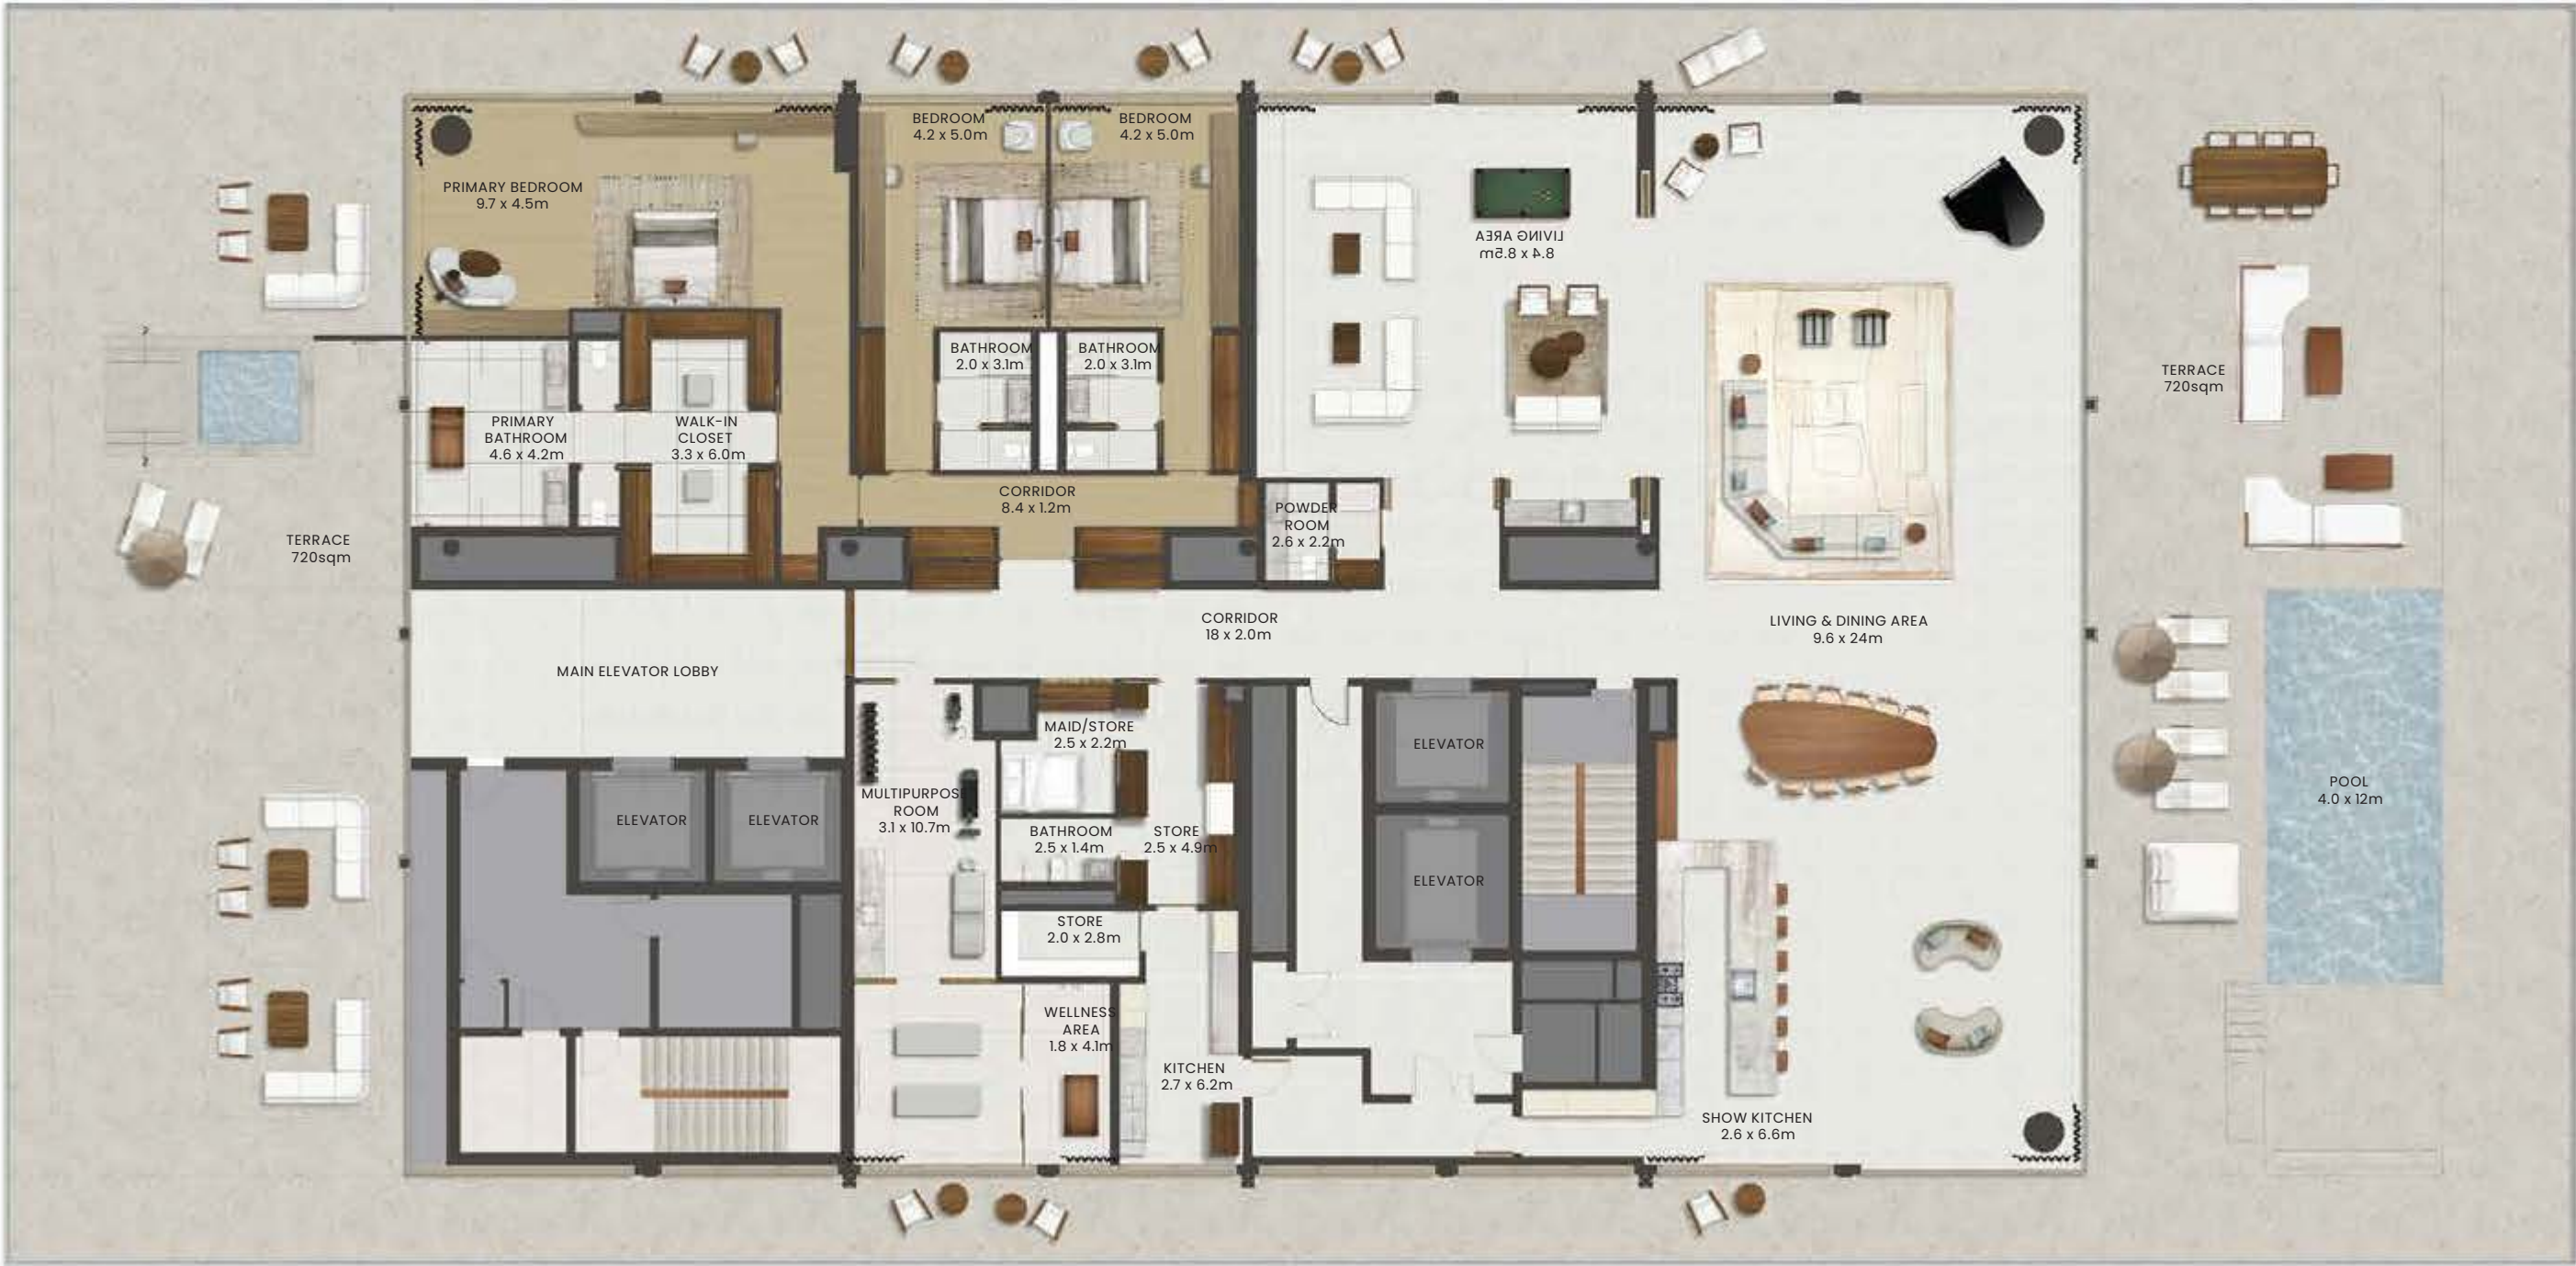 BEDROOM
4.2 x 5.0m
BEDROOM
4.2 x 5.0m
PRIMARY BEDROOM
9.7 x 4.5m
LIVING AREA
8.4 x 8.5m
BATHROOM
2.0 x 3.1m
BATHROOM
2.0 x 3.1m
TERRACE
720sqm
PRIMARY
BATHROOM
4.6 x 4.2m
WALK-IN
CLOSET
3.3 x 6.0m
CORRIDOR
8.4 x 1.2m
POWDER
ROOM
2.6 x 2.2m
TERRACE
720sqm
CORRIDOR
18 x 2.0m
LIVING & DINING AREA
9.6 x 24m
MAIN ELEVATOR LOBBY
MAID/STORE
2.5 x 2.2m
ELEVATOR
MULTIPURPOSE
ROOM
3.1 x 10.7m
POOL
4.0 x 12m
ELEVATOR
ELEVATOR
BATHROOM
2.5 x 1.4m
STORE
2.5 x 4.9m
ELEVATOR
STORE
2.0 x 2.8m
WELLNESS
AREA
1.8 x 4.1m
KITCHEN
2.7 x 6.2m
SHOW KITCHEN
2.6 x 6.6m